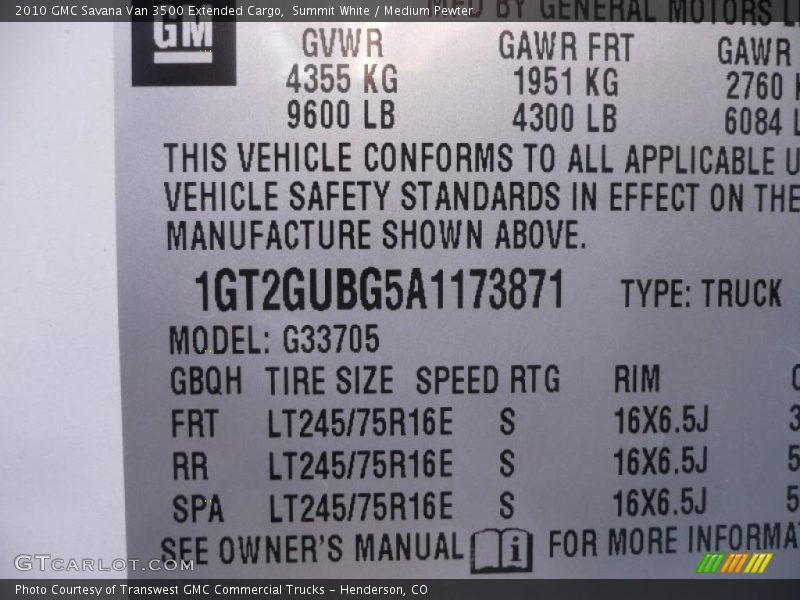 2010 GMC Savana Van 3500 Extended Cargo, Summit White / Medium Pewter
BY GENERAL MOTORS
GM
GVWR GAWR FRT GAWR
4355 KG 1951 KG 2760
9600 LB 4300 LB 6084
THIS VEHICLE CONFORMS TO ALL APPLICABLE U
VEHICLE SAFETY STANDARDS IN EFFECT ON THE
MANUFACTURE SHOWN ABOVE.
1GT2GUBG5A1173871 TYPE: TRUCK
MODEL: G33705
GBQH TIRE SIZE SPEED RTG RIM
FRT LT245/75R16E S 16X6.5J 3
RR LT245/75R16E S 16X6.5J 5
SPA LT245/75R16E S 16X6.5J 5
SEE OWNER'S MANUAL i FOR MORE INFORMA
GTCARLOT.COM
Photo Courtesy of Transwest GMC Commercial Trucks - Henderson, CO